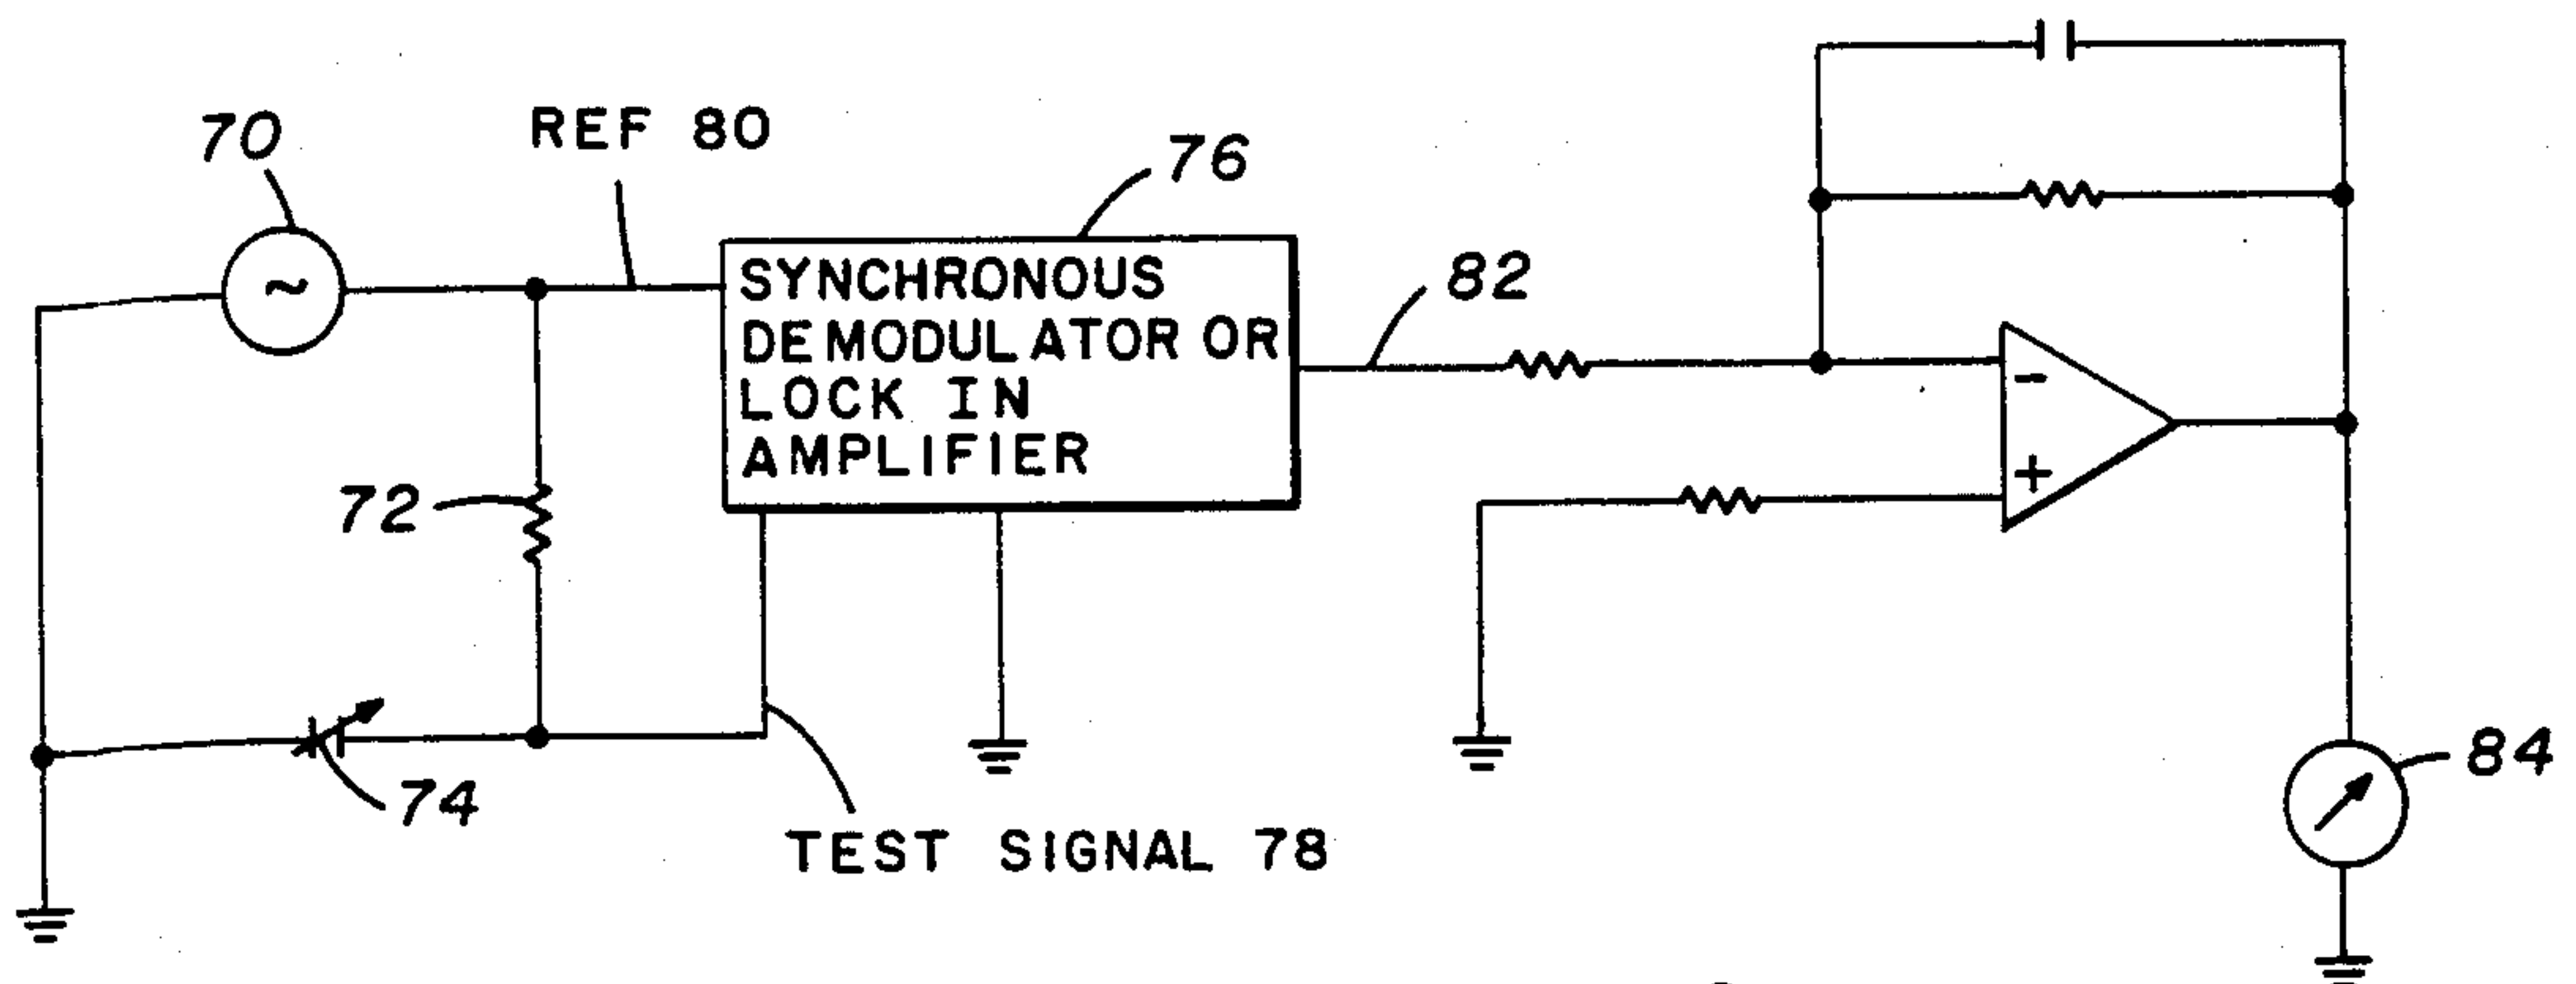 70
REF 80
76
SYNCHRONOUS
DEMODULATOR OR
LOCK IN
AMPLIFIER
82
72
-
+
74
TEST SIGNAL 78
84
~